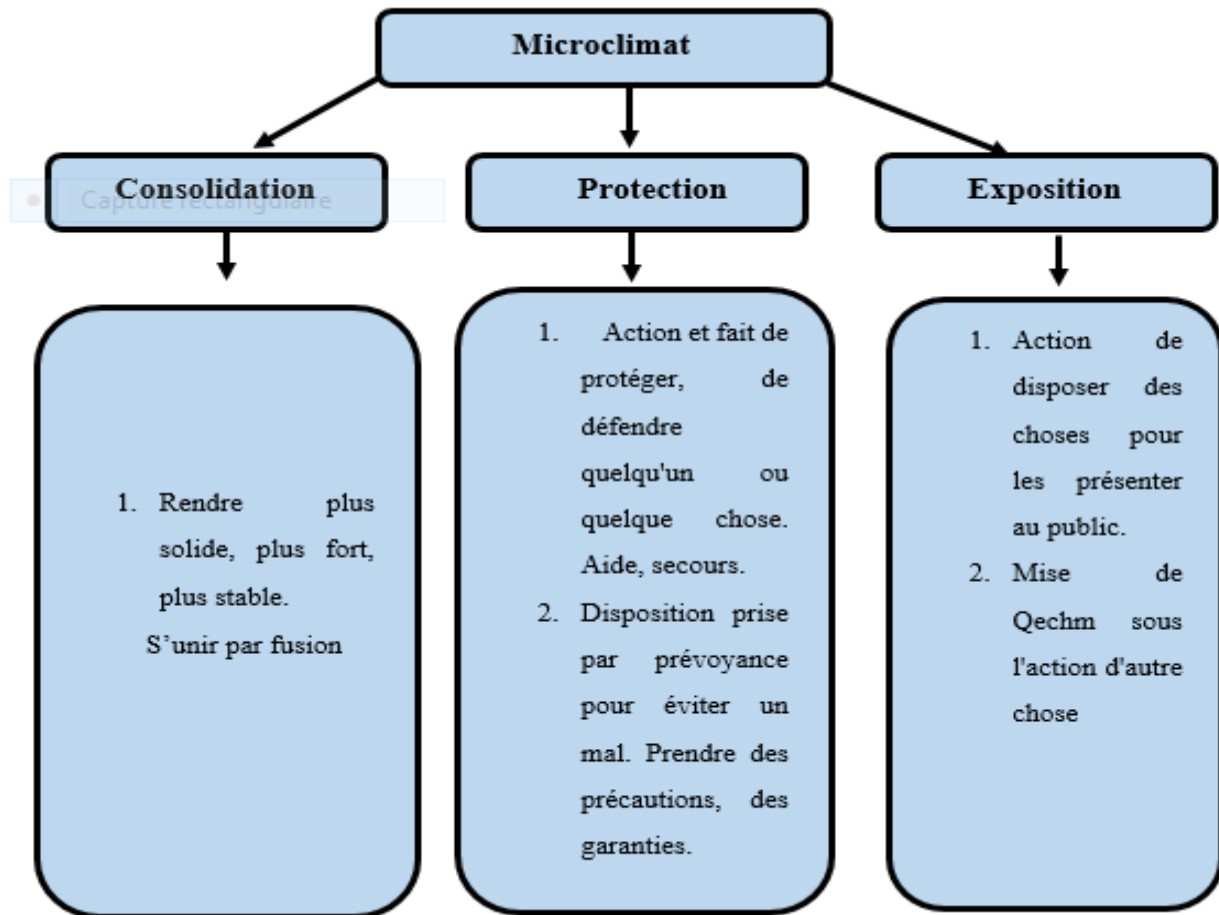 Microclimat
Consolidation
Capture rectangulaire
Protection
Exposition
1. Rendre plus
solide, plus fort,
plus stable.
S’unir par fusion
1. Action et fait de
protéger, de
défendre
quelqu'un ou
quelque chose.
Aide, secours.
2. Disposition prise
par prévoyance
pour éviter un
mal. Prendre des
précautions, des
garanties.
1. Action de
disposer des
choses pour
les présenter
au public.
2. Mise de
Qechm sous
l'action d'autre
chose